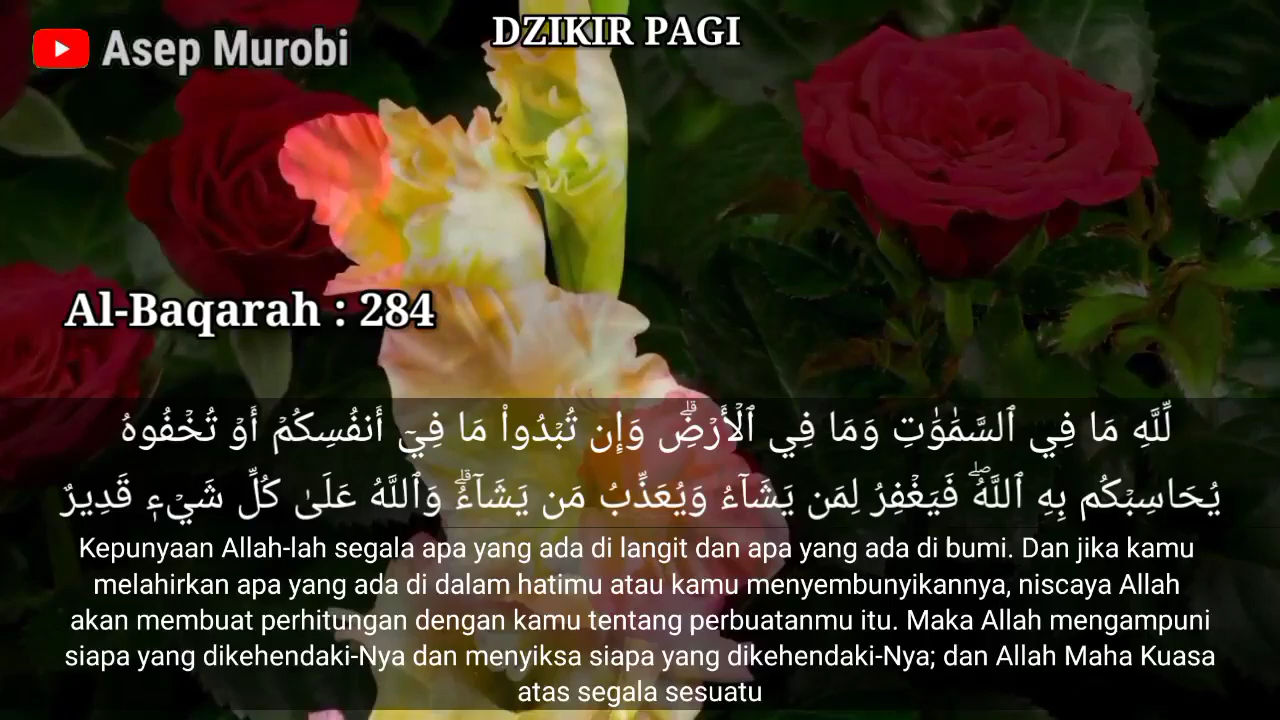 DZIKIR PAGI
Asep Murobi
Al-Baqarah : 284
لِّلَّهِ مَا فِي ٱلسَّمَٰوَٰتِ وَمَا فِي ٱلۡأَرۡضِۗ وَإِن تُبۡدُواْ مَا فِيٓ أَنفُسِكُمۡ أَوۡ تُخۡفُوهُ
يُحَاسِبۡكُم بِهِ ٱللَّهُۖ فَيَغۡفِرُ لِمَن يَشَآءُ وَيُعَذِّبُ مَن يَشَآءُۗ وَٱللَّهُ عَلَىٰ كُلِّ شَيۡءٖ قَدِيرٌ
Kepunyaan Allah-lah segala apa yang ada di langit dan apa yang ada di bumi. Dan jika kamu
melahirkan apa yang ada di dalam hatimu atau kamu menyembunyikannya, niscaya Allah
akan membuat perhitungan dengan kamu tentang perbuatanmu itu. Maka Allah mengampuni
siapa yang dikehendaki-Nya dan menyiksa siapa yang dikehendaki-Nya; dan Allah Maha Kuasa
atas segala sesuatu